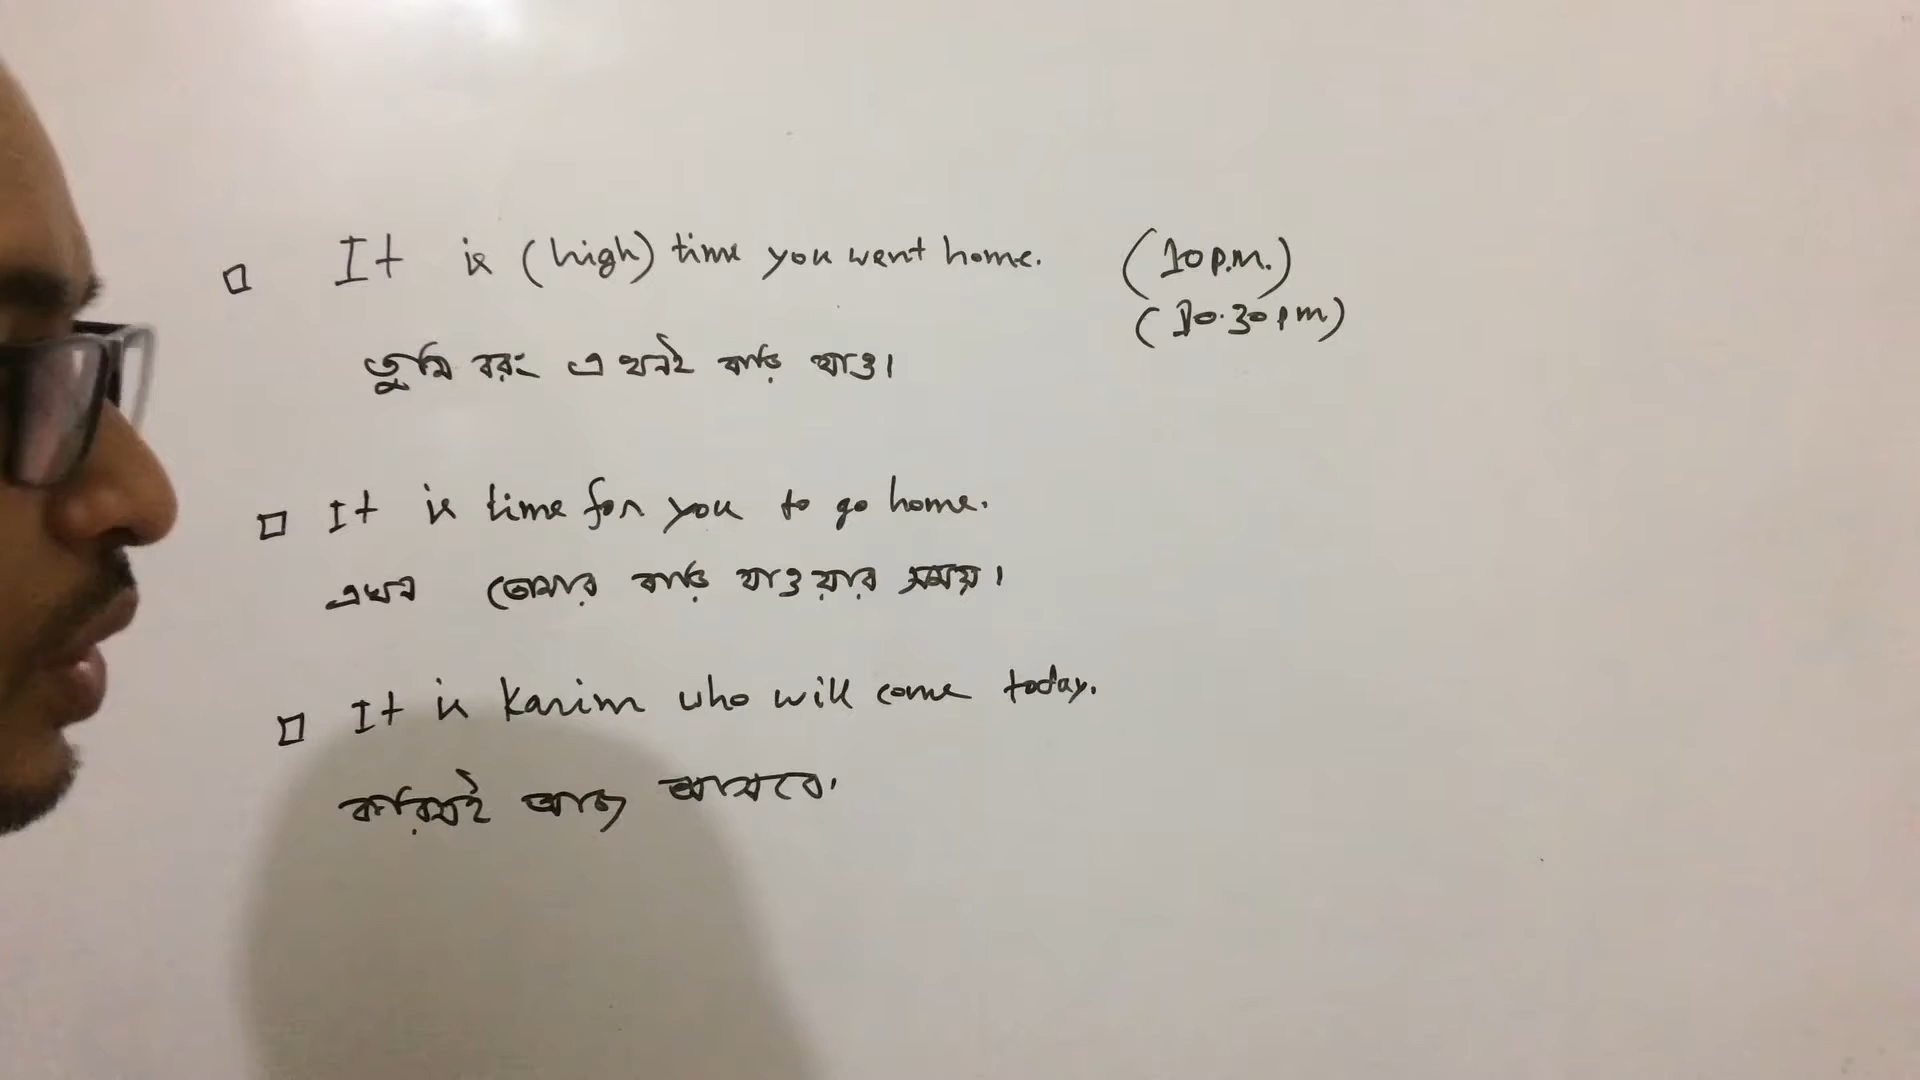 □ It is (high) time you went home. (10 p.m.)
(10.30 pm)
তুমি বরং এখনই বাড়ি যাও।
□ It is time for you to go home.
এখন তোমার বাড়ি যাওয়ার সময়।
□ It is Karim who will come today.
করিমই আজ আসবে।